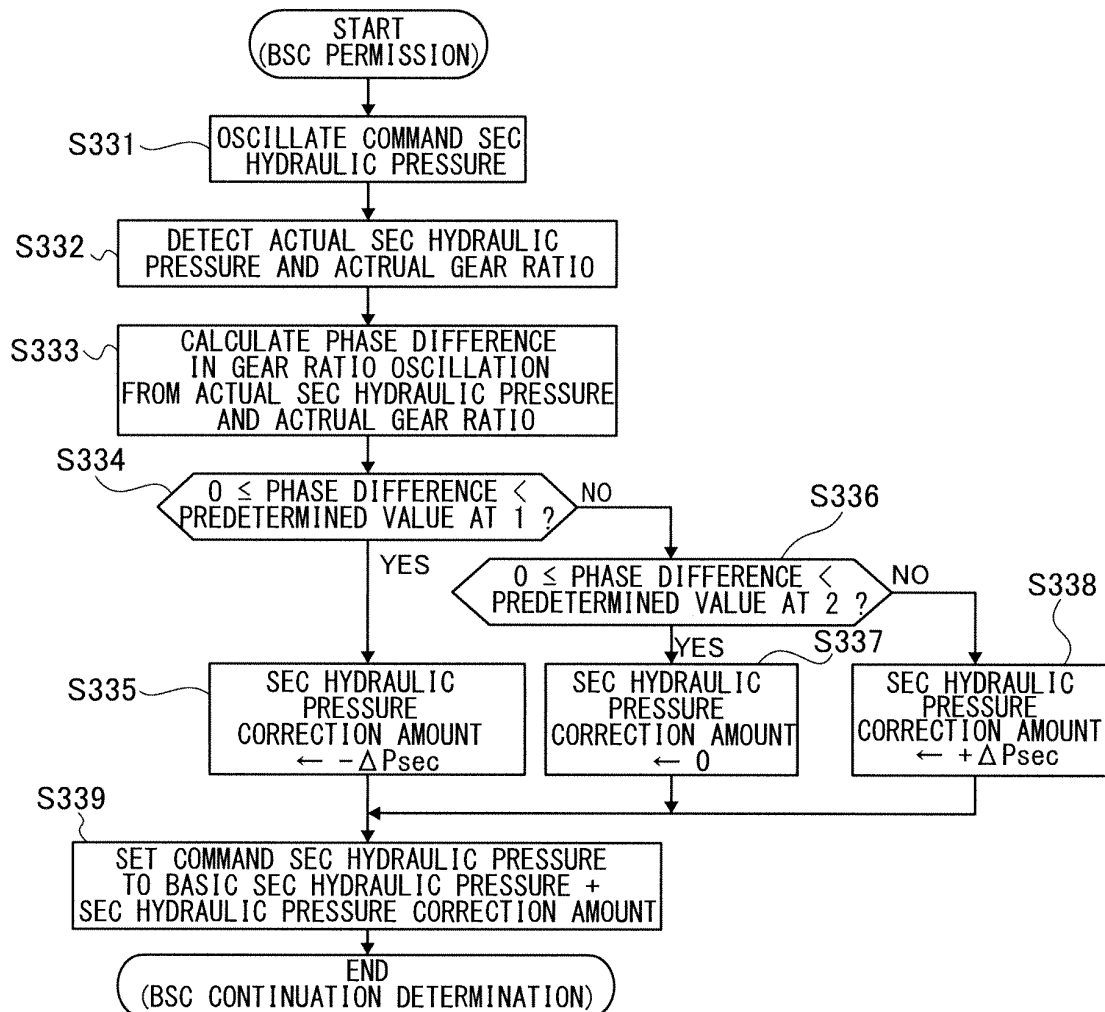 START
(BSC PERMISSION)
S331
OSCILLATE COMMAND SEC
HYDRAULIC PRESSURE
S332
DETECT ACTUAL SEC HYDRAULIC
PRESSURE AND ACTRUAL GEAR RATIO
S333
CALCULATE PHASE DIFFERENCE
IN GEAR RATIO OSCILLATION
FROM ACTUAL SEC HYDRAULIC PRESSURE
AND ACTRUAL GEAR RATIO
S334
0 ≤ PHASE DIFFERENCE <
PREDETERMINED VALUE AT 1 ?
NO
YES
S336
0 ≤ PHASE DIFFERENCE <
PREDETERMINED VALUE AT 2 ?
NO
YES
S335
SEC HYDRAULIC
PRESSURE
CORRECTION AMOUNT
← -ΔPsec
S337
SEC HYDRAULIC
PRESSURE
CORRECTION AMOUNT
← 0
S338
SEC HYDRAULIC
PRESSURE
CORRECTION AMOUNT
← +ΔPsec
S339
SET COMMAND SEC HYDRAULIC PRESSURE
TO BASIC SEC HYDRAULIC PRESSURE +
SEC HYDRAULIC PRESSURE CORRECTION AMOUNT
END
(BSC CONTINUATION DETERMINATION)